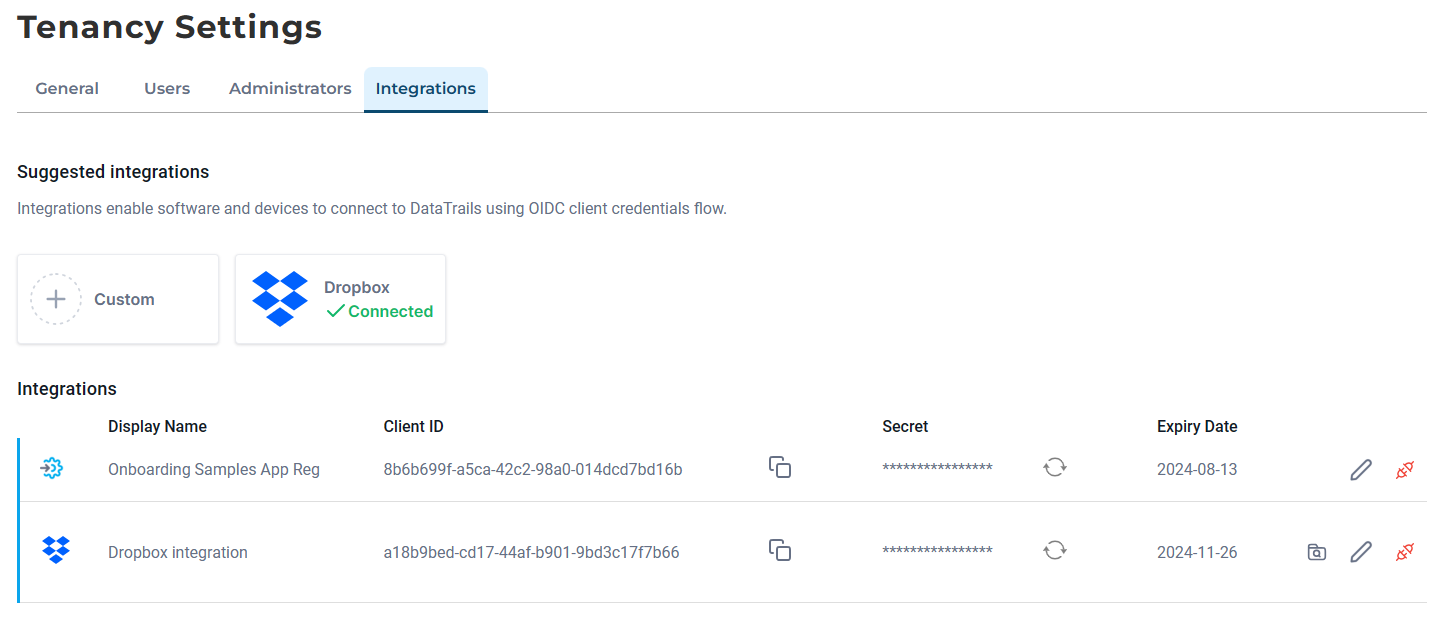 Tenancy Settings
General Users Administrators Integrations
Suggested integrations
Integrations enable software and devices to connect to DataTrails using OIDC client credentials flow.
Custom
Dropbox
Connected
Integrations
Display Name Client ID Secret Expiry Date
Onboarding Samples App Reg 8b6b699f-a5ca-42c2-98a0-014dcd7bd16b **************** 2024-08-13
Dropbox integration a18b9bed-cd17-44af-b901-9bd3c17f7b66 **************** 2024-11-26